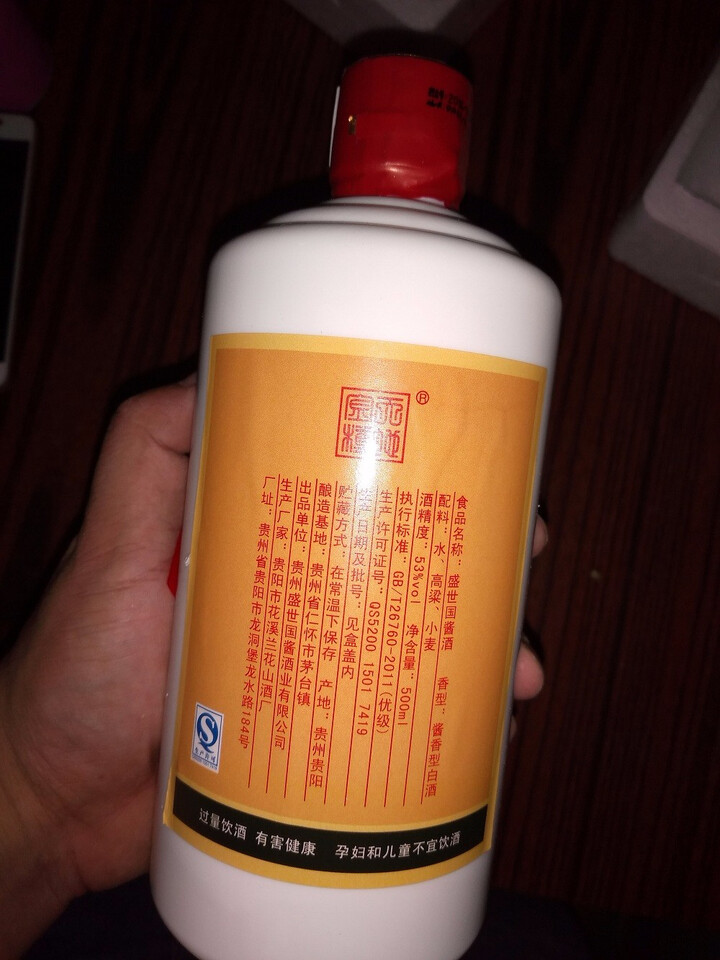 ®
食品名称：盛世国酱酒 香型：酱香型白酒
配料：水、高粱、小麦
酒精度：53%vol 净含量：500ml
执行标准：GB/T26760-2011(优级)
生产许可证号：QS5200 1501 7419
生产日期及批号：见盒盖内
贮藏方式：在常温下保存 产地：贵州贵阳
酿造基地：贵州省仁怀市茅台镇
出品单位：贵州盛世国酱酒业有限公司
生产厂家：贵阳市花溪兰花山酒厂
厂址：贵州省贵阳市龙洞堡龙水路184号
生产许可
过量饮酒 有害健康 孕妇和儿童不宜饮酒